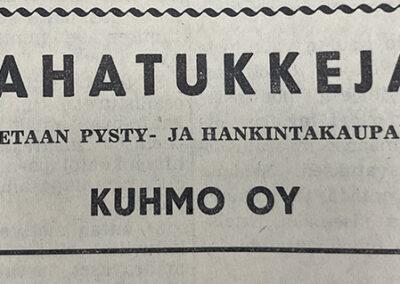 AHATUKKEJA
ETAAN PYSTY- JA HANKINTAKAUPA
KUHMO OY